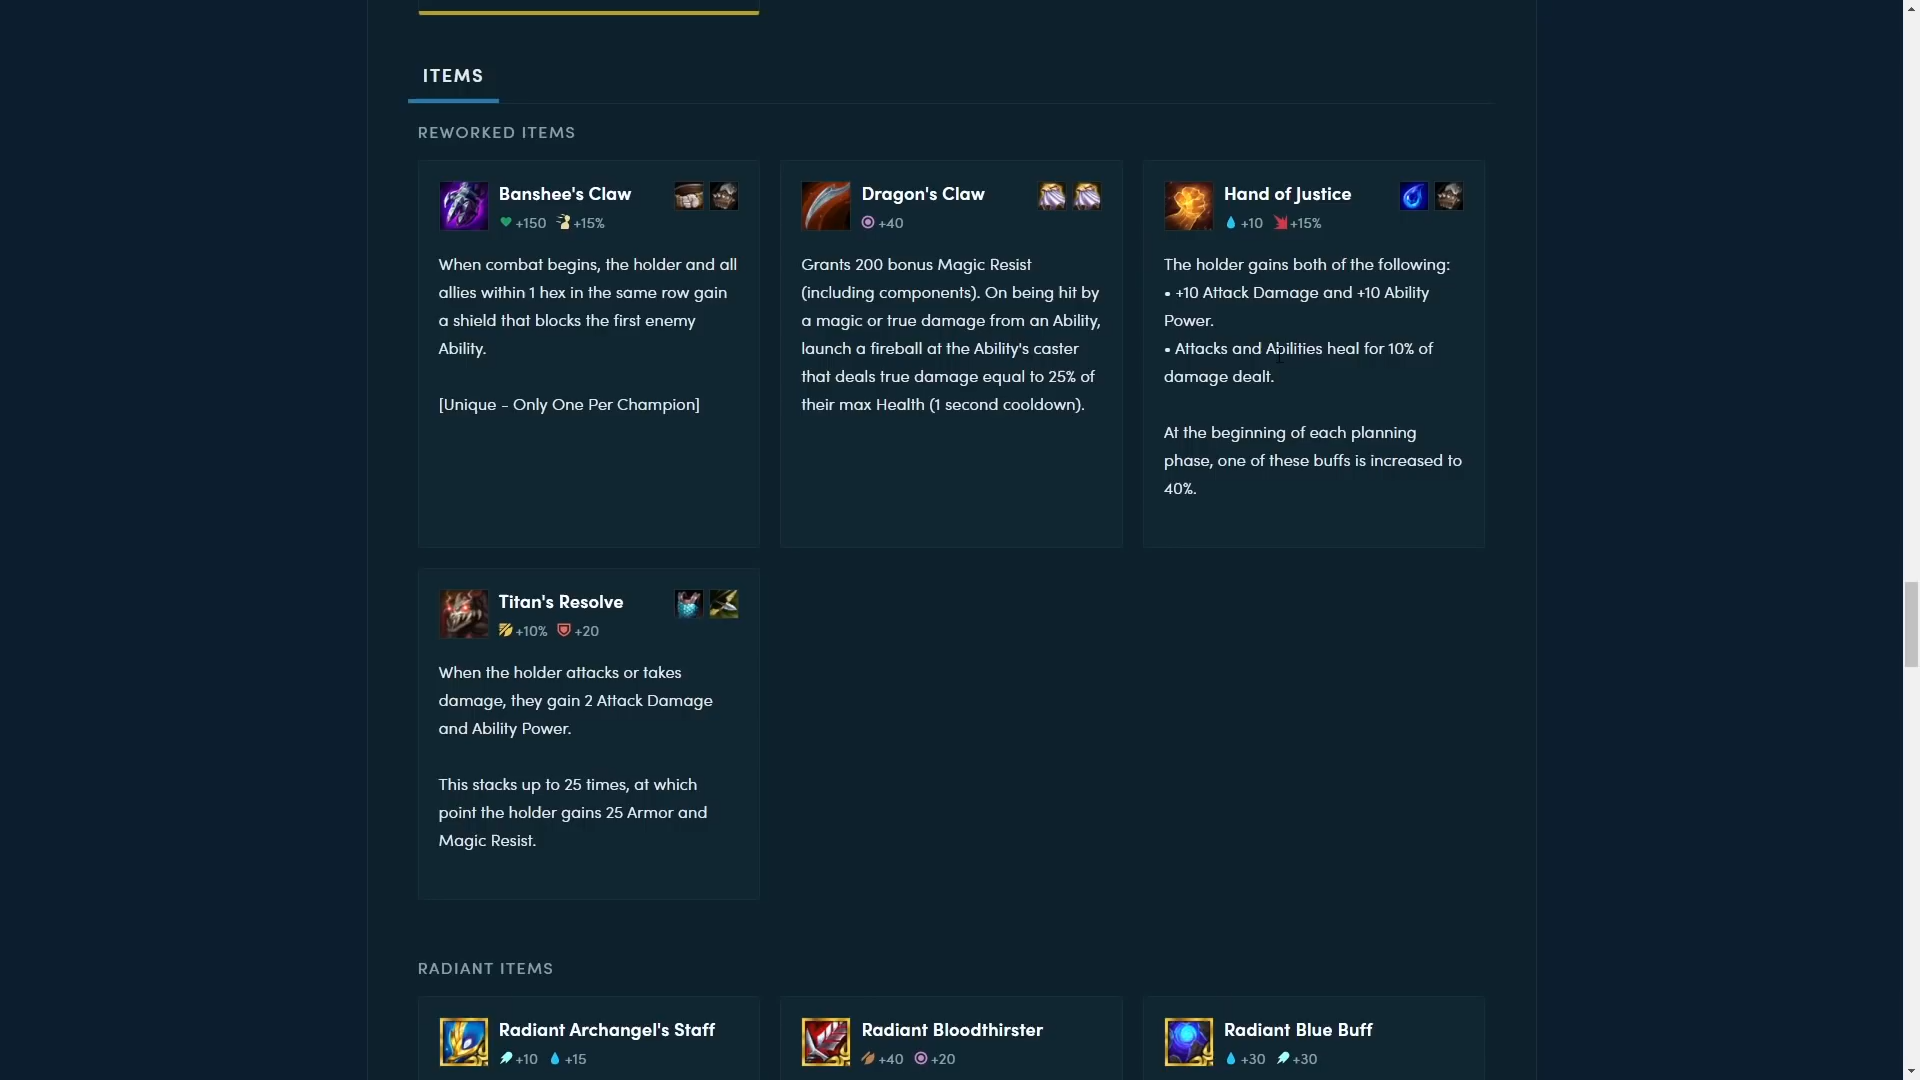 ITEMS
REWORKED ITEMS
Banshee's Claw
+150 +15%
When combat begins, the holder and all
allies within 1 hex in the same row gain
a shield that blocks the first enemy
Ability.
[Unique - Only One Per Champion]
Dragon's Claw
+40
Grants 200 bonus Magic Resist
(including components). On being hit by
a magic or true damage from an Ability,
launch a fireball at the Ability's caster
that deals true damage equal to 25% of
their max Health (1 second cooldown).
Hand of Justice
+10 +15%
The holder gains both of the following:
• +10 Attack Damage and +10 Ability
Power.
• Attacks and Abilities heal for 10% of
damage dealt.
At the beginning of each planning
phase, one of these buffs is increased to
40%.
Titan's Resolve
+10% +20
When the holder attacks or takes
damage, they gain 2 Attack Damage
and Ability Power.
This stacks up to 25 times, at which
point the holder gains 25 Armor and
Magic Resist.
RADIANT ITEMS
Radiant Archangel's Staff
+10 +15
Radiant Bloodthirster
+40 +20
Radiant Blue Buff
+30 +30